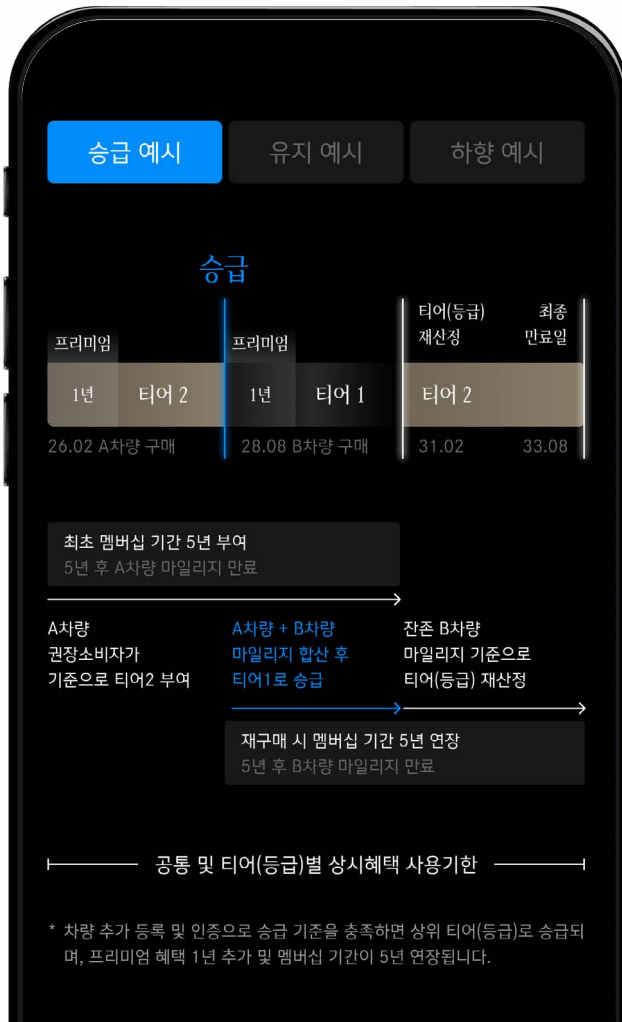 승급 예시
유지 예시
하향 예시
승급
티어(등급)
재산정
최종
만료일
프리미엄
프리미엄
1년
티어 2
1년
티어 1
티어 2
26.02 A차량 구매
28.08 B차량 구매
31.02
33.08
최초 멤버십 기간 5년 부여
5년 후 A차량 마일리지 만료
A차량
권장소비자가
기준으로 티어2 부여
A차량 + B차량
마일리지 합산 후
티어1로 승급
잔존 B차량
마일리지 기준으로
티어(등급) 재산정
재구매 시 멤버십 기간 5년 연장
5년 후 B차량 마일리지 만료
공통 및 티어(등급)별 상시혜택 사용기한
* 차량 추가 등록 및 인증으로 승급 기준을 충족하면 상위 티어(등급)로 승급되
며, 프리미엄 혜택 1년 추가 및 멤버십 기간이 5년 연장됩니다.